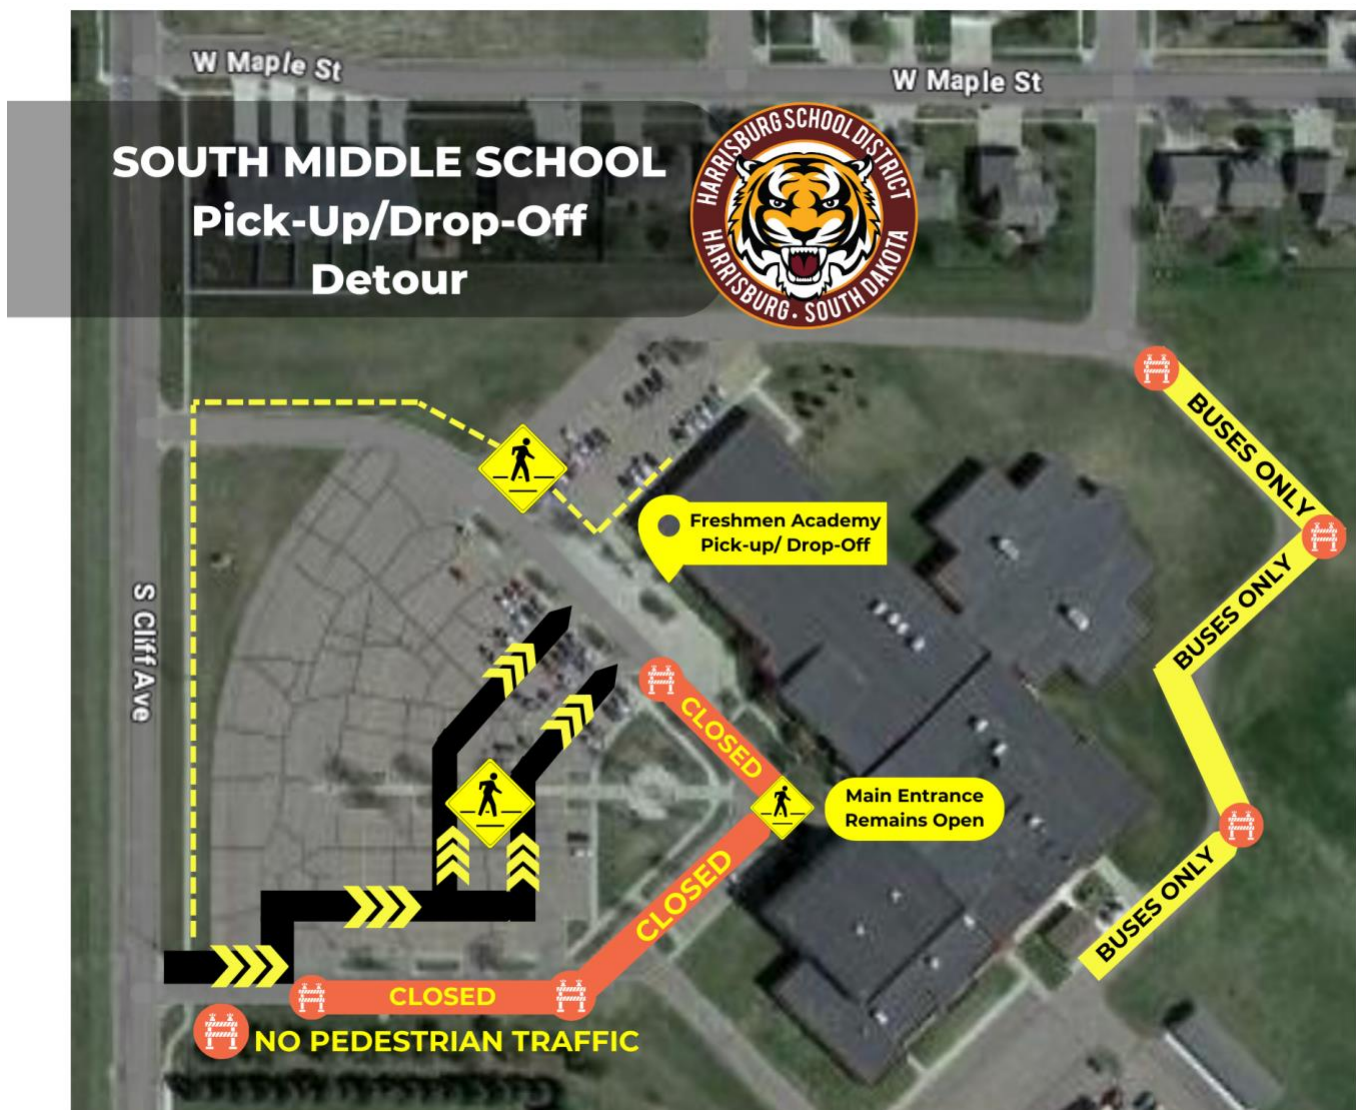 W Maple St
W Maple St
SOUTH MIDDLE SCHOOL
Pick-Up/Drop-Off
Detour
HARRISBURG SCHOOL DISTRICT
HARRISBURG · SOUTH DAKOTA
BUSES ONLY
Freshmen Academy
Pick-up/ Drop-Off
BUSES ONLY
S Cliff Ave
CLOSED
Main Entrance
Remains Open
CLOSED
BUSES ONLY
CLOSED
NO PEDESTRIAN TRAFFIC